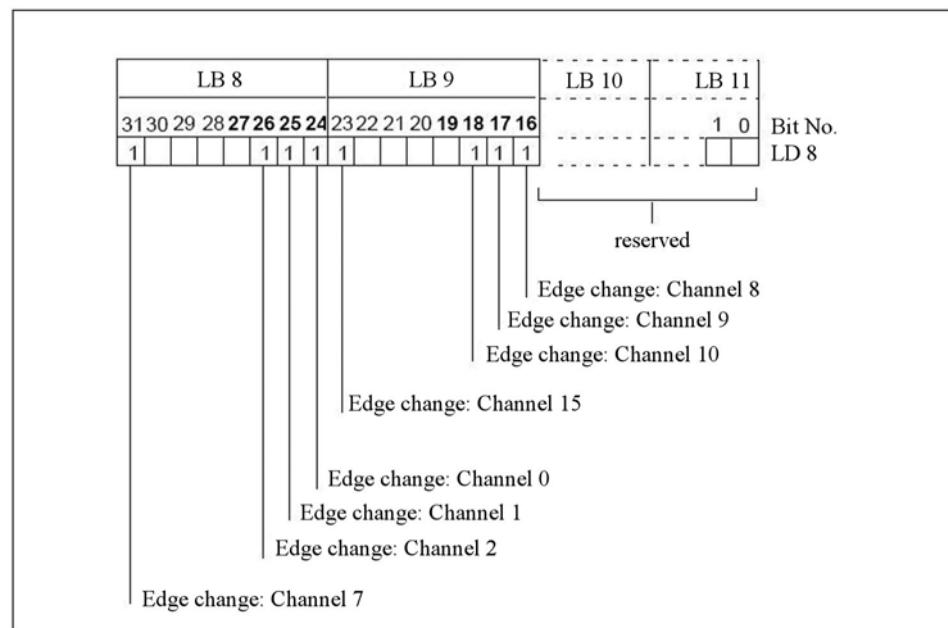 LB 8 LB 9 LB 10 LB 11
31 30 29 28 27 26 25 24 23 22 21 20 19 18 17 16 1 0 Bit No.
1 1 1 1 1 1 1 1 LD 8
reserved
Edge change: Channel 8
Edge change: Channel 9
Edge change: Channel 10
Edge change: Channel 15
Edge change: Channel 0
Edge change: Channel 1
Edge change: Channel 2
Edge change: Channel 7